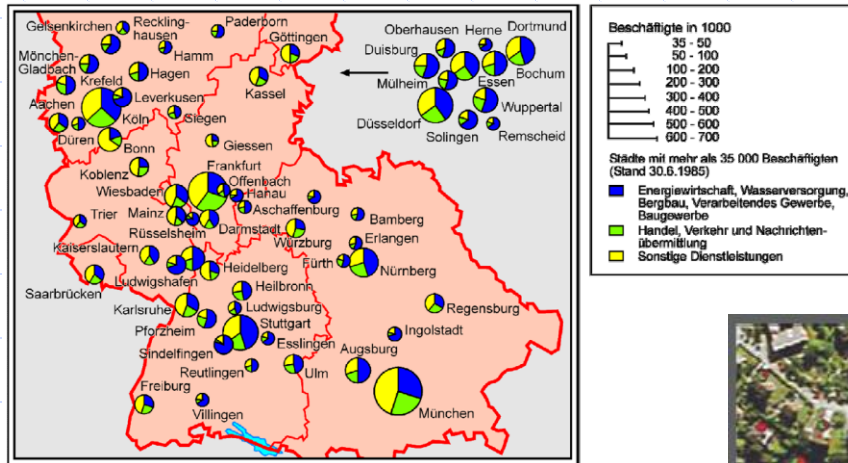 Gelsenkirchen
Reckling-
hausen
Paderborn
Hamm
Göttingen
Mönchen-
Gladbach
Hagen
Krefeld
Kassel
Leverkusen
Aachen
Köln
Siegen
Düren
Bonn
Giessen
Koblenz
Frankfurt
Offenbach
Wiesbaden
Hanau
Aschaffenburg
Trier
Mainz
Rüsselsheim
Darmstadt
Würzburg
Bamberg
Erlangen
Kaiserslautern
Fürth
Nürnberg
Ludwigshafen
Heidelberg
Saarbrücken
Heilbronn
Karlsruhe
Ludwigsburg
Regensburg
Pforzheim
Stuttgart
Esslingen
Ingolstadt
Sindelfingen
Augsburg
Reutlingen
Ulm
Freiburg
Villingen
München
Oberhausen
Herne
Dortmund
Duisburg
Bochum
Mülheim
Essen
Wuppertal
Düsseldorf
Solingen
Remscheid
Beschäftigte in 1000
35 - 50
50 - 100
100 - 200
200 - 300
300 - 400
400 - 500
500 - 600
600 - 700
Städte mit mehr als 35 000 Beschäftigten
(Stand 30.6.1985)
Energiewirtschaft, Wasserversorgung,
Bergbau, Verarbeitendes Gewerbe,
Baugewerbe
Handel, Verkehr und Nachrichten-
übermittlung
Sonstige Dienstleistungen